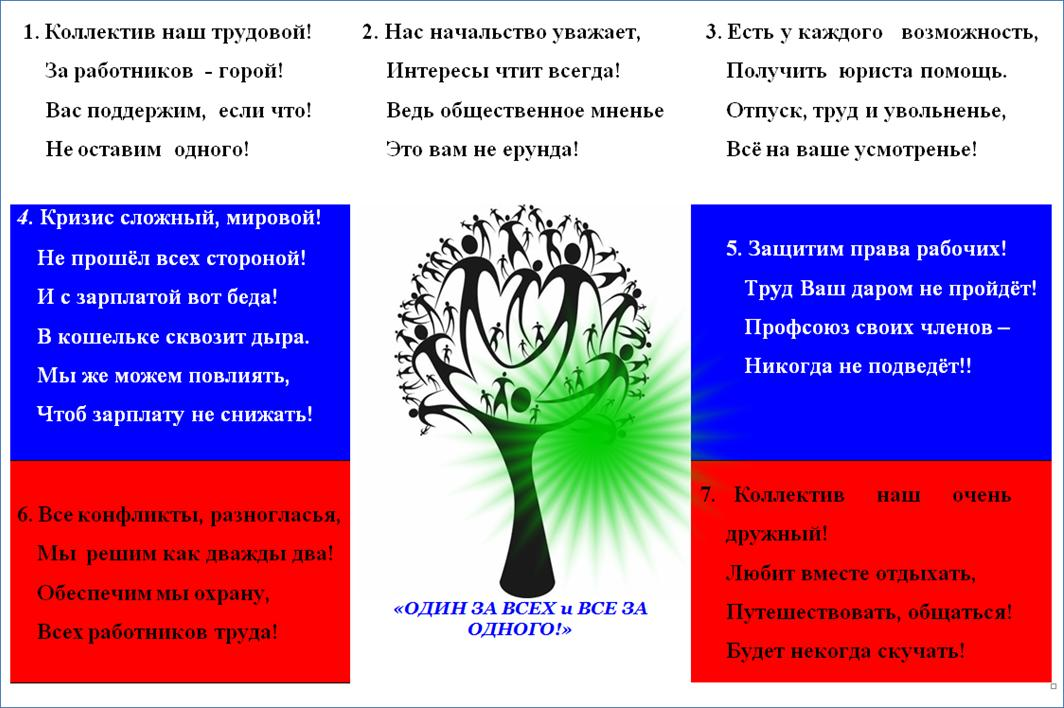 1. Коллектив наш трудовой!
За работников - горой!
Вас поддержим, если что!
Не оставим одного!
2. Нас начальство уважает,
Интересы чтит всегда!
Ведь общественное мненье
Это вам не ерунда!
3. Есть у каждого возможность,
Получить юриста помощь.
Отпуск, труд и увольненье,
Всё на ваше усмотренье!
4. Кризис сложный, мировой!
Не прошёл всех стороной!
И с зарплатой вот беда!
В кошельке сквозит дыра.
Мы же можем повлиять,
Чтоб зарплату не снижать!
5. Защитим права рабочих!
Труд Ваш даром не пройдёт!
Профсоюз своих членов –
Никогда не подведёт!!
6. Все конфликты, разногласья,
Мы решим как дважды два!
Обеспечим мы охрану,
Всех работников труда!
7. Коллектив наш очень
дружный!
Любит вместе отдыхать,
Путешествовать, общаться!
Будет некогда скучать!
«ОДИН ЗА ВСЕХ и ВСЕ ЗА
ОДНОГО!»